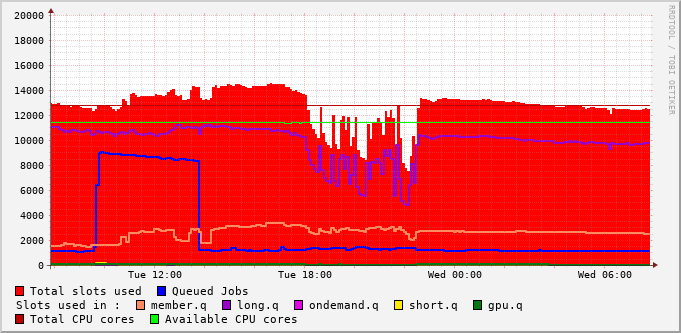 20000
18000
16000
14000
12000
10000
8000
6000
4000
2000
0
Tue 12:00 Tue 18:00 Wed 00:00 Wed 06:00
RRDTOOL / TOBI OETIKER
Total slots used Queued Jobs
Slots used in : member.q long.q ondemand.q short.q gpu.q
Total CPU cores Available CPU cores